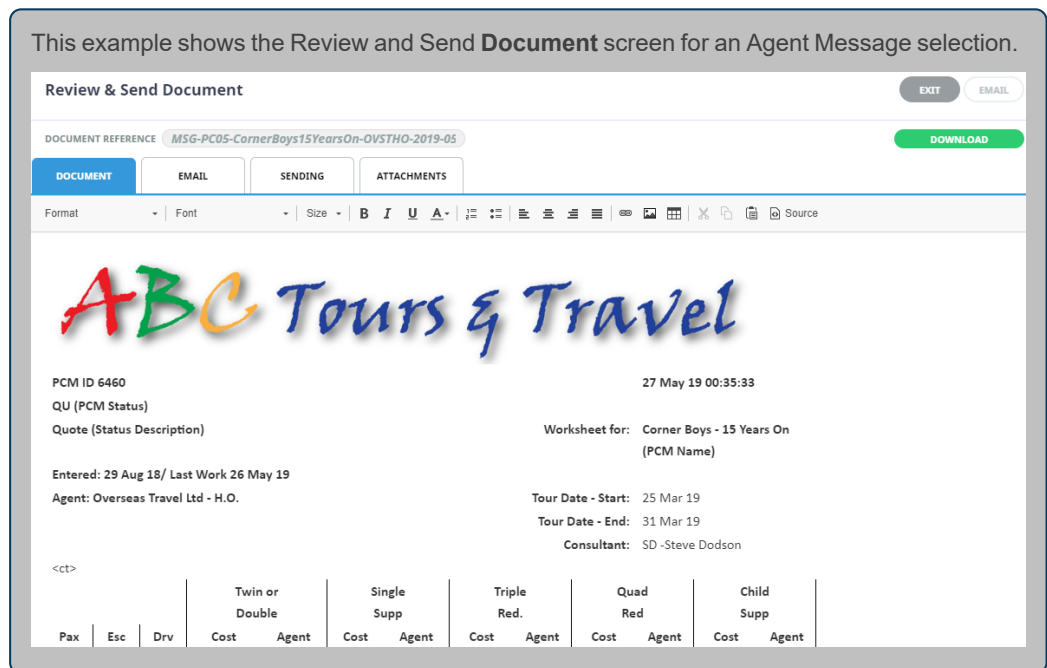 This example shows the Review and Send Document screen for an Agent Message selection.
Review & Send Document
EXIT
EMAIL
DOCUMENT REFERENCE MSG-PC05-CornerBoys15YearsOn-OVSTHO-2019-05
DOWNLOAD
DOCUMENT EMAIL SENDING ATTACHMENTS
Format Font Size B I U A Source
ABC Tours & Travel
PCM ID 6460 27 May 19 00:35:33
QU (PCM Status)
Quote (Status Description) Worksheet for: Corner Boys - 15 Years On
(PCM Name)
Entered: 29 Aug 18/ Last Work 26 May 19
Agent: Overseas Travel Ltd - H.O. Tour Date - Start: 25 Mar 19
Tour Date - End: 31 Mar 19
Consultant: SD -Steve Dodson
<ct>
Twin or Single Triple Quad Child
Double Supp Red. Red Supp
Pax Esc Drv Cost Agent Cost Agent Cost Agent Cost Agent Cost Agent